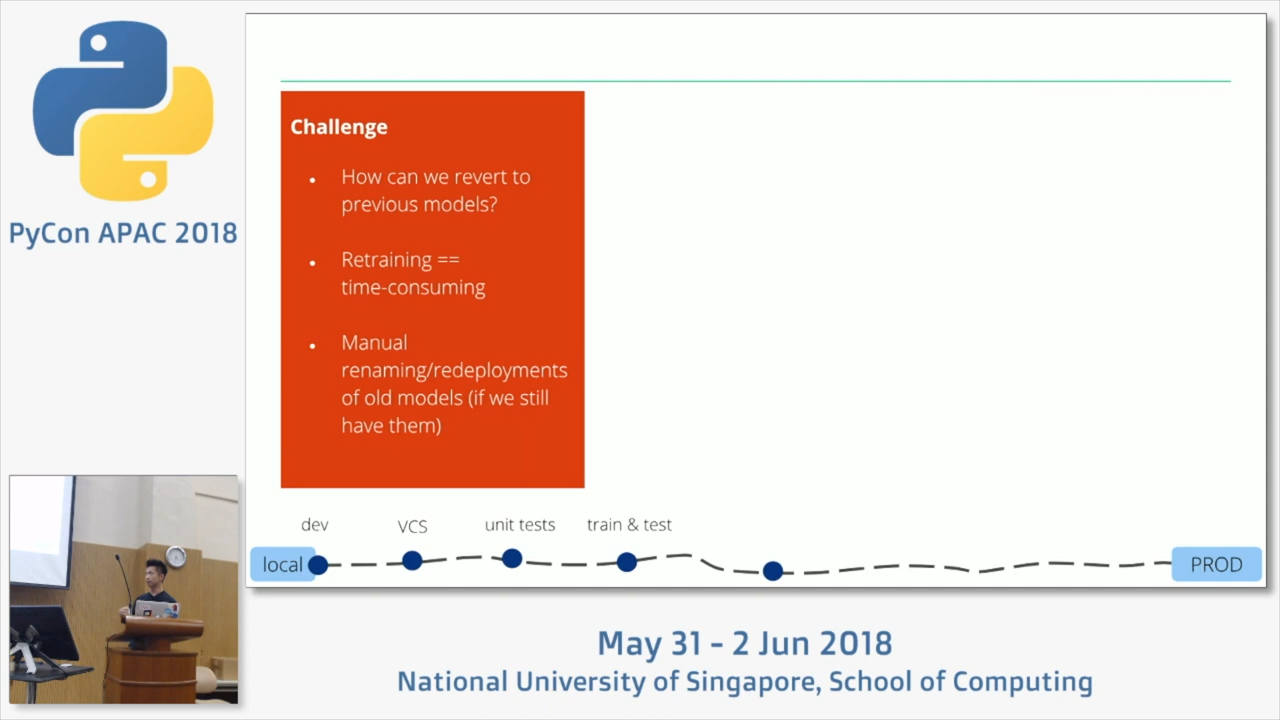 PyCon APAC 2018
Challenge
• How can we revert to
previous models?
• Retraining ==
time-consuming
• Manual
renaming/redeployments
of old models (if we still
have them)
dev
VCS
unit tests
train & test
local
PROD
May 31 - 2 Jun 2018
National University of Singapore, School of Computing